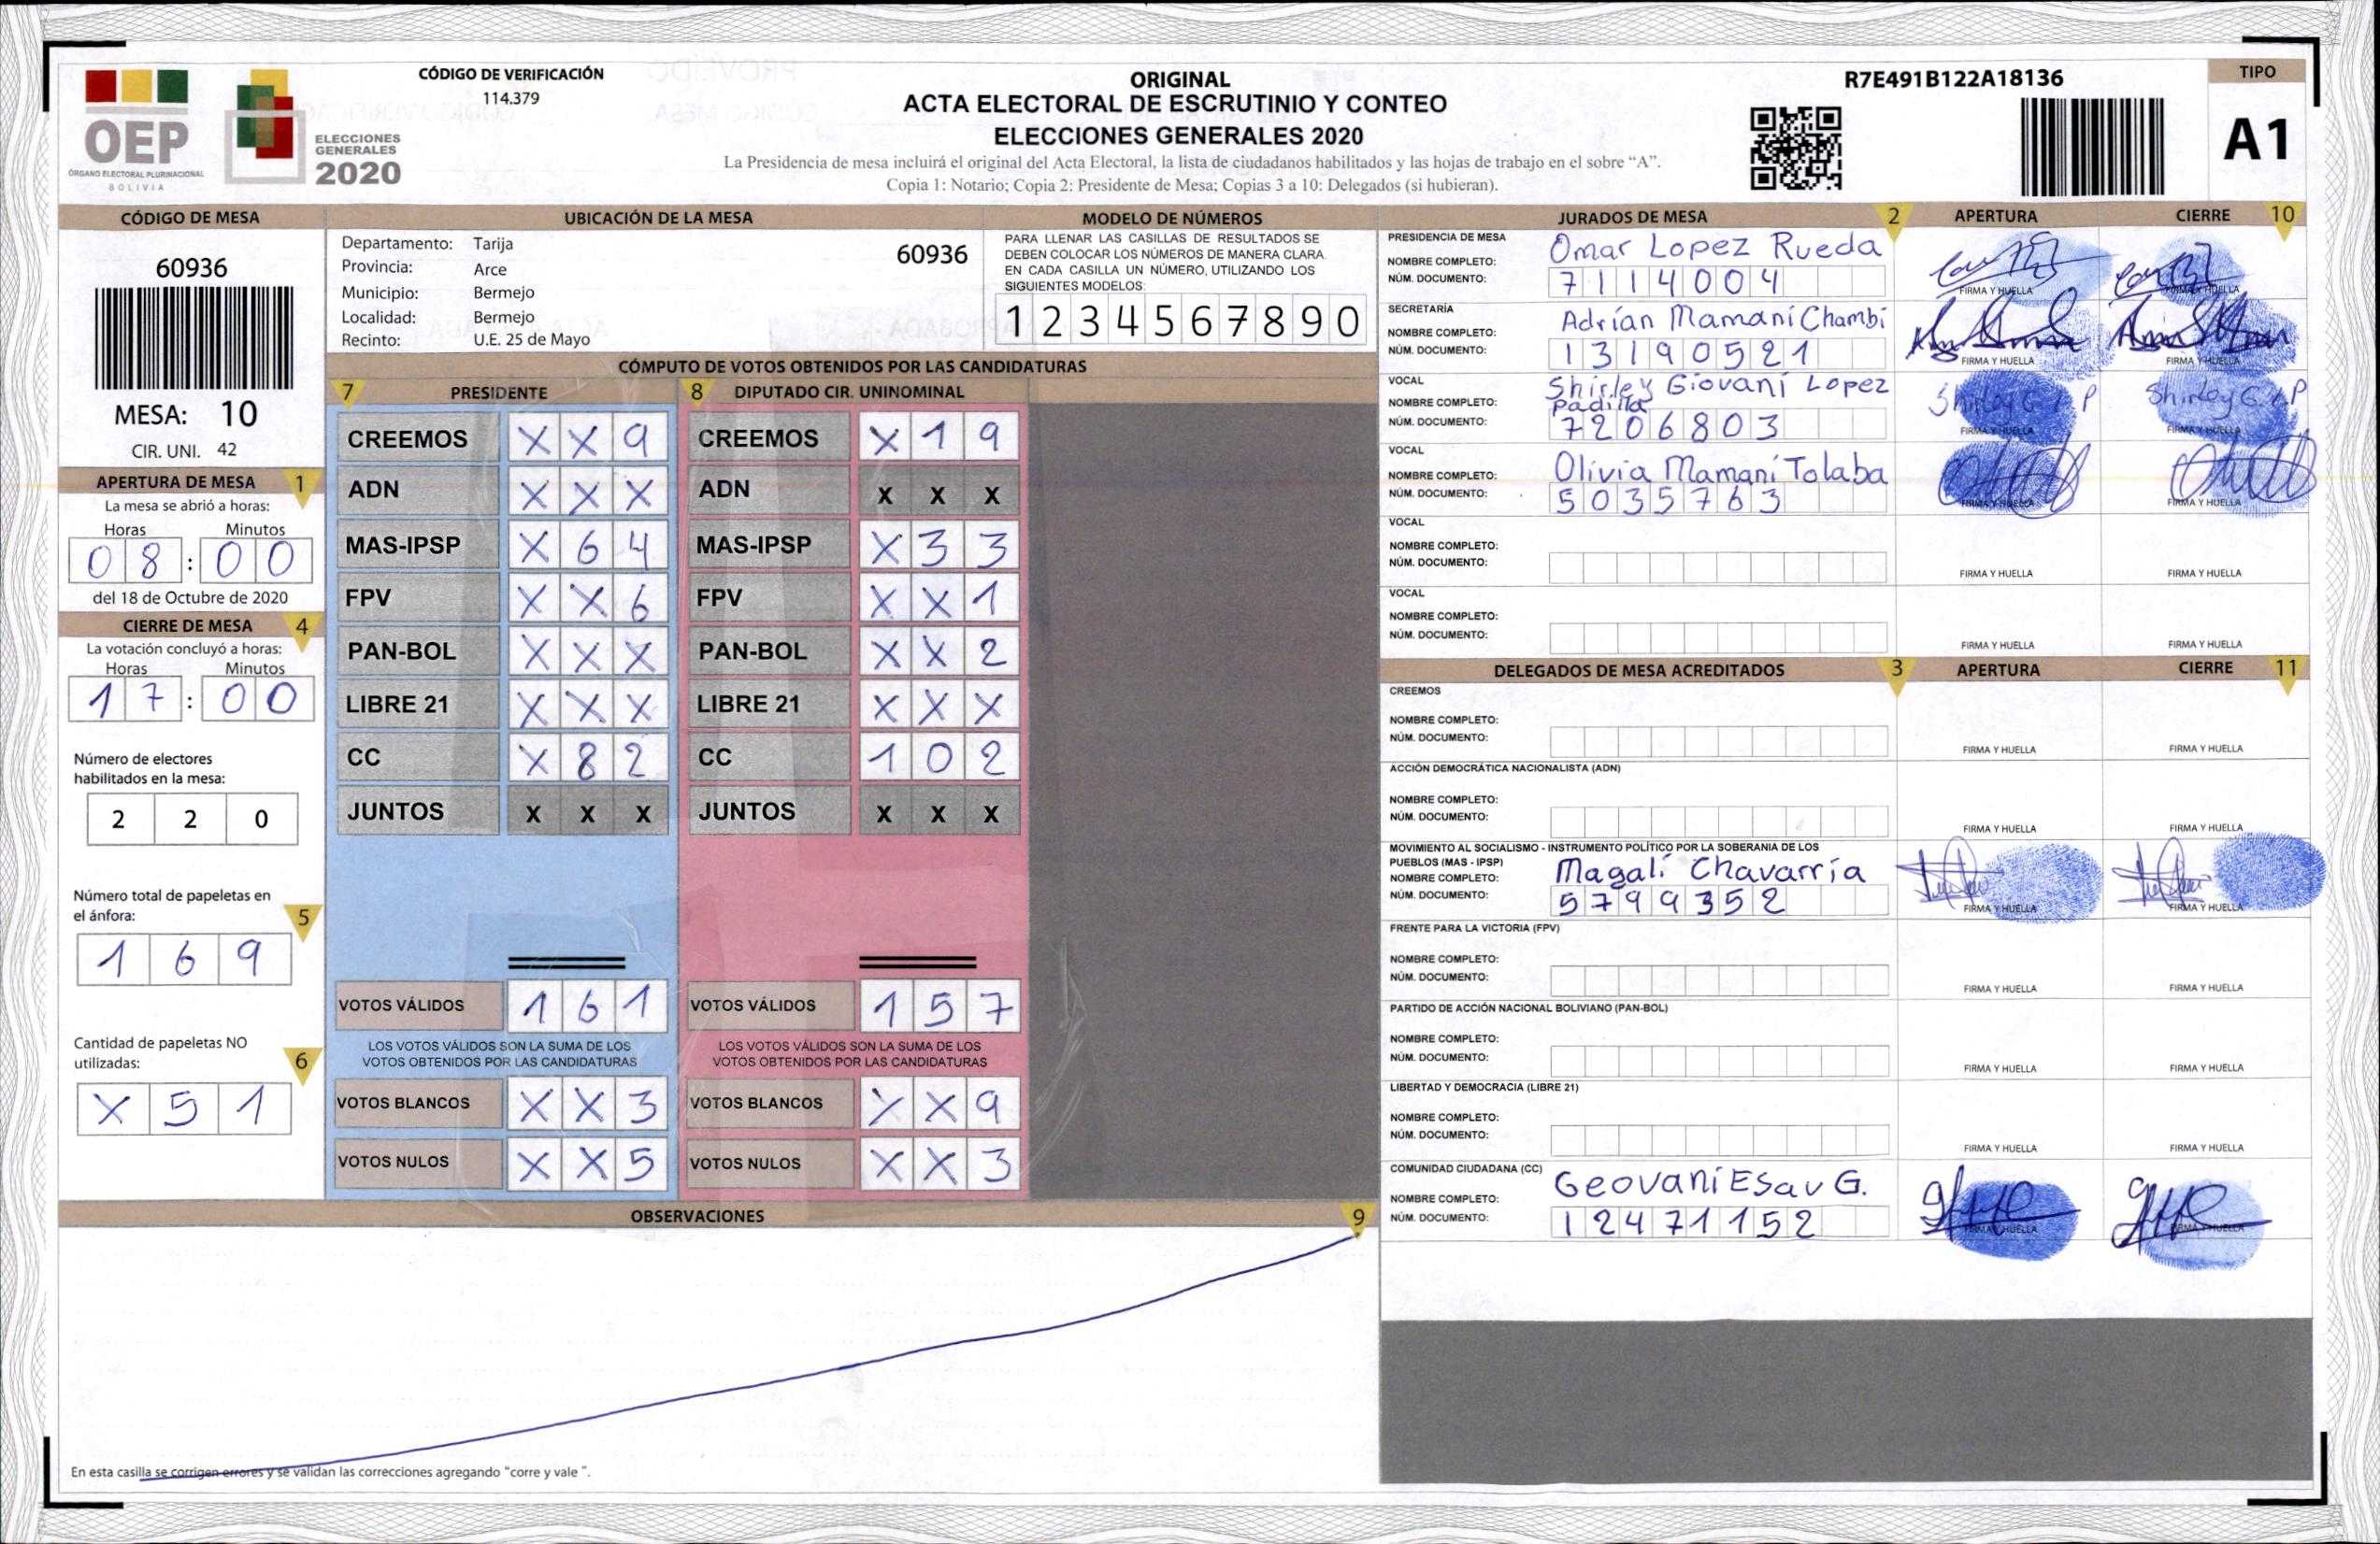 OEP
ÓRGANO ELECTORAL PLURINACIONAL
BOLIVIA
ELECCIONES
GENERALES
2020
CÓDIGO DE VERIFICACIÓN
114.379
ORIGINAL
ACTA ELECTORAL DE ESCRUTINIO Y CONTEO
ELECCIONES GENERALES 2020
La Presidencia de mesa incluirá el original del Acta Electoral, la lista de ciudadanos habilitados y las hojas de trabajo en el sobre “A”.
Copia 1: Notario; Copia 2: Presidente de Mesa; Copias 3 a 10: Delegados (si hubieran).
R7E491B122A18136
TIPO
A1
CÓDIGO DE MESA
60936
MESA: 10
CIR. UNI. 42
APERTURA DE MESA 1
La mesa se abrió a horas:
Horas Minutos
0 8 : 0 0
del 18 de Octubre de 2020
CIERRE DE MESA 4
La votación concluyó a horas:
Horas Minutos
1 7 : 0 0
Número de electores
habilitados en la mesa:
2 2 0
Número total de papeletas en
el ánfora: 5
1 6 9
Cantidad de papeletas NO
utilizadas: 6
X 5 1
UBICACIÓN DE LA MESA
Departamento: Tarija
60936
Provincia: Arce
Municipio: Bermejo
Localidad: Bermejo
Recinto: U.E. 25 de Mayo
MODELO DE NÚMEROS
PARA LLENAR LAS CASILLAS DE RESULTADOS SE
DEBEN COLOCAR LOS NÚMEROS DE MANERA CLARA.
EN CADA CASILLA UN NÚMERO, UTILIZANDO LOS
SIGUIENTES MODELOS:
1 2 3 4 5 6 7 8 9 0
CÓMPUTO DE VOTOS OBTENIDOS POR LAS CANDIDATURAS
7 PRESIDENTE
CREEMOS X X 9
ADN X X X
MAS-IPSP X 6 4
FPV X X 6
PAN-BOL X X X
LIBRE 21 X X X
CC X 8 2
JUNTOS X X X
VOTOS VÁLIDOS 1 6 1
LOS VOTOS VÁLIDOS SON LA SUMA DE LOS
VOTOS OBTENIDOS POR LAS CANDIDATURAS
VOTOS BLANCOS X X 3
VOTOS NULOS X X 5
8 DIPUTADO CIR. UNINOMINAL
CREEMOS X 1 9
ADN X X X
MAS-IPSP X 3 3
FPV X X 1
PAN-BOL X X 2
LIBRE 21 X X X
CC 1 0 2
JUNTOS X X X
VOTOS VÁLIDOS 1 5 7
LOS VOTOS VÁLIDOS SON LA SUMA DE LOS
VOTOS OBTENIDOS POR LAS CANDIDATURAS
VOTOS BLANCOS X X 9
VOTOS NULOS X X 3
OBSERVACIONES 9
En esta casilla se corrigen errores y se validan las correcciones agregando "corre y vale ".
JURADOS DE MESA 2 APERTURA CIERRE 10
PRESIDENCIA DE MESA
NOMBRE COMPLETO: Omar Lopez Rueda
NÚM. DOCUMENTO: 7114004
FIRMA Y HUELLA FIRMA Y HUELLA
SECRETARÍA
NOMBRE COMPLETO: Adrían Mamaní Chambi
NÚM. DOCUMENTO: 13190521
FIRMA Y HUELLA FIRMA Y HUELLA
VOCAL
NOMBRE COMPLETO: Shirley Giovaní Lopez
Padilla
NÚM. DOCUMENTO: 7206803
FIRMA Y HUELLA FIRMA Y HUELLA
VOCAL
NOMBRE COMPLETO: Olivia Mamaní Tolaba
NÚM. DOCUMENTO: 5035763
FIRMA Y HUELLA FIRMA Y HUELLA
VOCAL
NOMBRE COMPLETO:
NÚM. DOCUMENTO:
FIRMA Y HUELLA FIRMA Y HUELLA
VOCAL
NOMBRE COMPLETO:
NÚM. DOCUMENTO:
FIRMA Y HUELLA FIRMA Y HUELLA
DELEGADOS DE MESA ACREDITADOS 3 APERTURA CIERRE 11
CREEMOS
NOMBRE COMPLETO:
NÚM. DOCUMENTO:
FIRMA Y HUELLA FIRMA Y HUELLA
ACCIÓN DEMOCRÁTICA NACIONALISTA (ADN)
NOMBRE COMPLETO:
NÚM. DOCUMENTO:
FIRMA Y HUELLA FIRMA Y HUELLA
MOVIMIENTO AL SOCIALISMO - INSTRUMENTO POLÍTICO POR LA SOBERANIA DE LOS
PUEBLOS (MAS - IPSP)
NOMBRE COMPLETO: Magalí Chavarría
NÚM. DOCUMENTO: 5799352
FIRMA Y HUELLA FIRMA Y HUELLA
FRENTE PARA LA VICTORIA (FPV)
NOMBRE COMPLETO:
NÚM. DOCUMENTO:
FIRMA Y HUELLA FIRMA Y HUELLA
PARTIDO DE ACCIÓN NACIONAL BOLIVIANO (PAN-BOL)
NOMBRE COMPLETO:
NÚM. DOCUMENTO:
FIRMA Y HUELLA FIRMA Y HUELLA
LIBERTAD Y DEMOCRACIA (LIBRE 21)
NOMBRE COMPLETO:
NÚM. DOCUMENTO:
FIRMA Y HUELLA FIRMA Y HUELLA
COMUNIDAD CIUDADANA (CC)
NOMBRE COMPLETO: Geovaní Esau G.
NÚM. DOCUMENTO: 12471152
FIRMA Y HUELLA FIRMA Y HUELLA